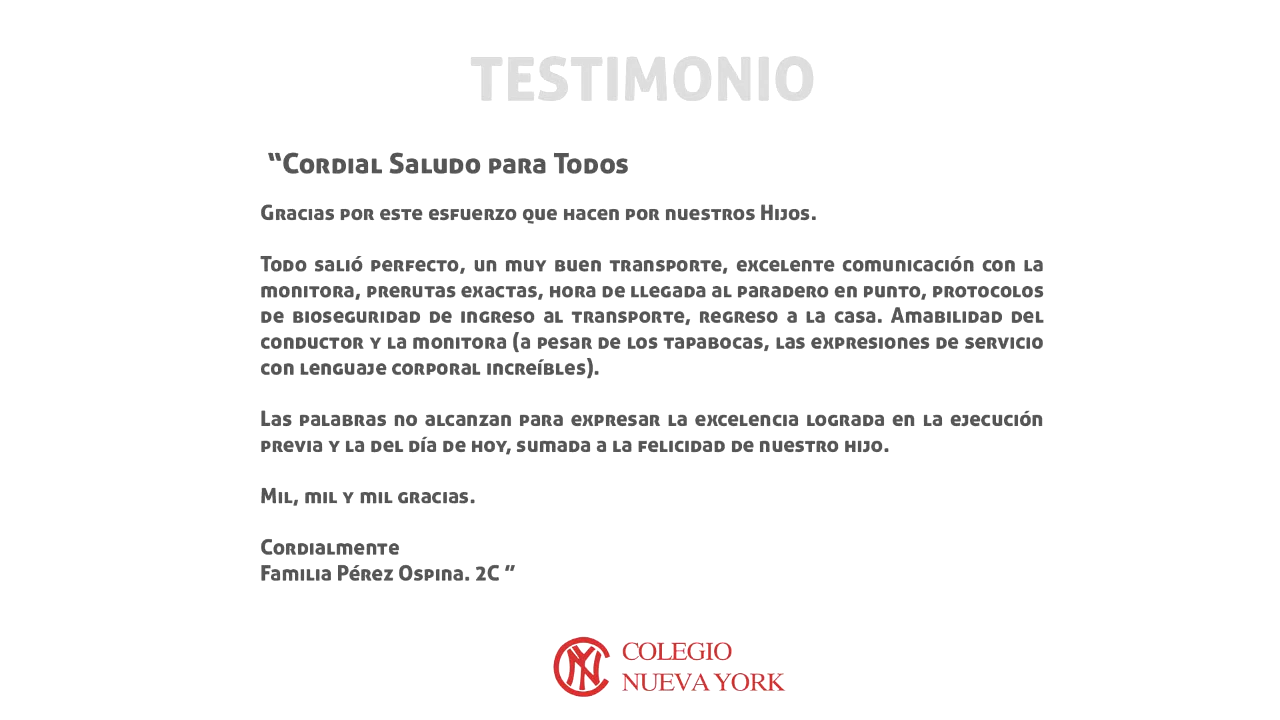 TESTIMONIO
“Cordial Saludo para Todos
Gracias por este esfuerzo que hacen por nuestros Hijos.
Todo salió perfecto, un muy buen transporte, excelente comunicación con la
monitora, prerutas exactas, hora de llegada al paradero en punto, protocolos
de bioseguridad de ingreso al transporte, regreso a la casa. Amabilidad del
conductor y la monitora (a pesar de los tapabocas, las expresiones de servicio
con lenguaje corporal increíbles).
Las palabras no alcanzan para expresar la excelencia lograda en la ejecución
previa y la del día de hoy, sumada a la felicidad de nuestro hijo.
Mil, mil y mil gracias.
Cordialmente
Familia Pérez Ospina. 2C ”
COLEGIO
NUEVA YORK